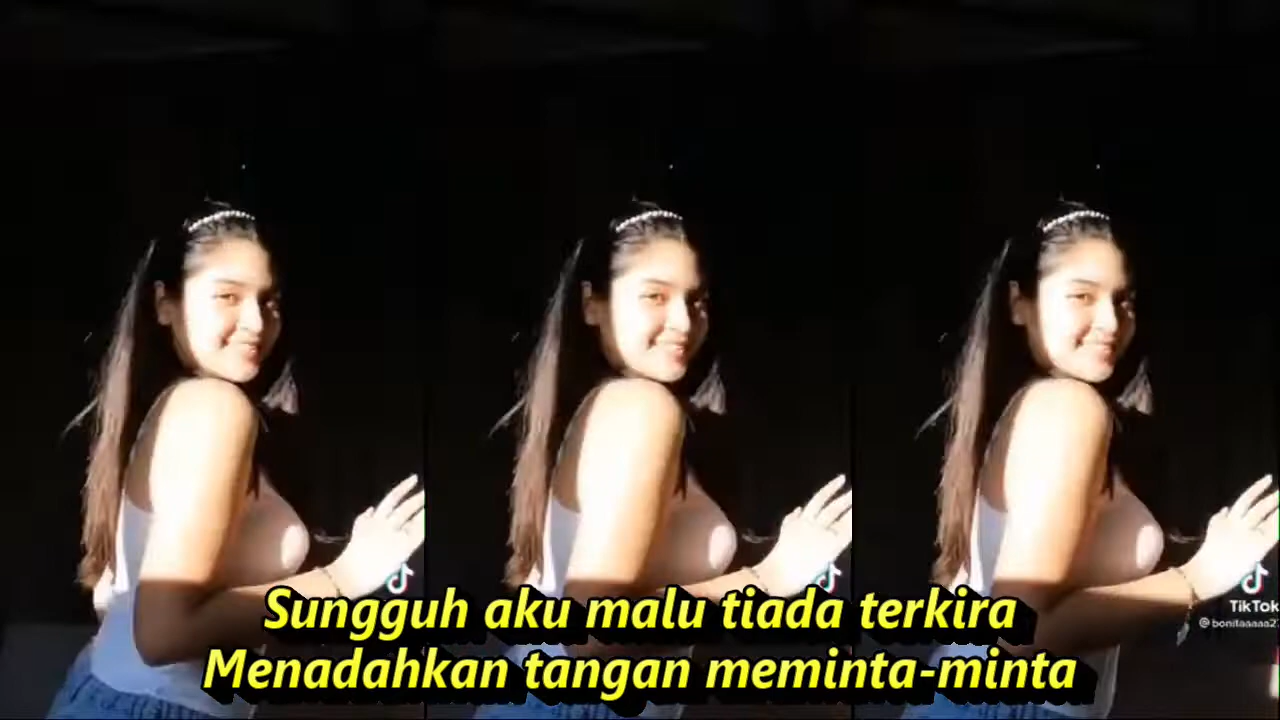 TikTok
Sungguh aku malu tiada terkira
Menadahkan tangan meminta-minta